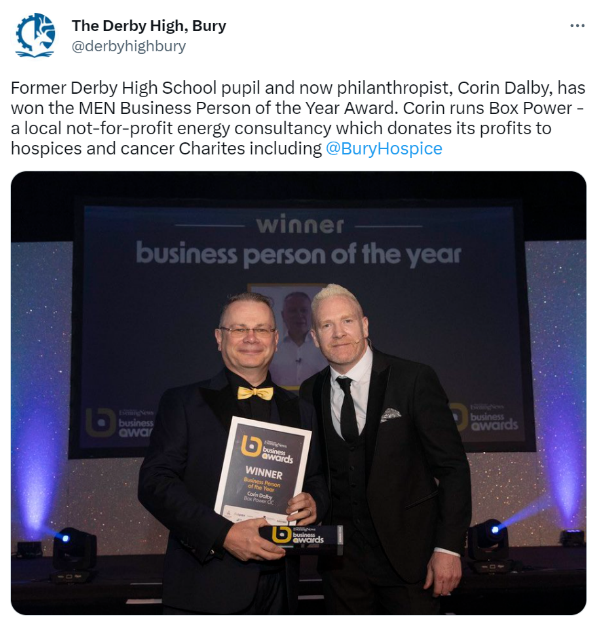 The Derby High, Bury
@derbyhighbury
Former Derby High School pupil and now philanthropist, Corin Dalby, has
won the MEN Business Person of the Year Award. Corin runs Box Power -
a local not-for-profit energy consultancy which donates its profits to
hospices and cancer Charites including @BuryHospice
winner
business person of the year
business
awards
WINNER
Business Person
of the Year
Corin Dalby
Box Power CIC
business
awards
business
awards
business
awards